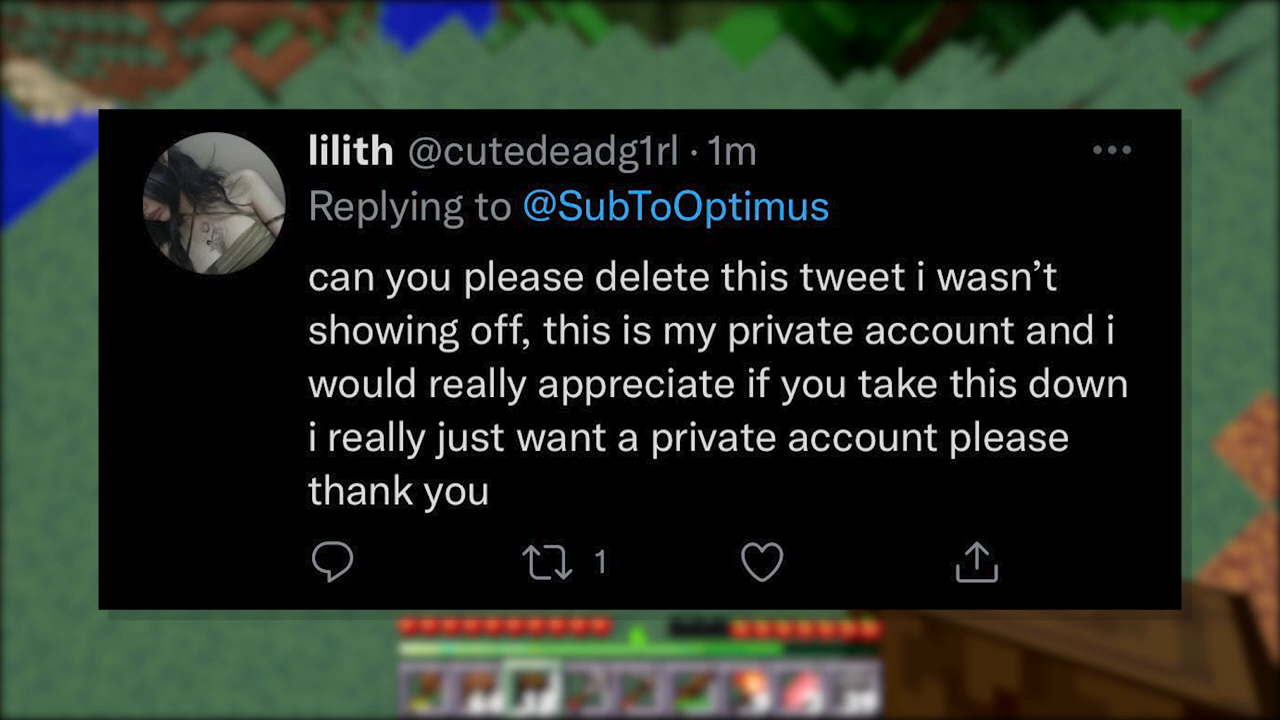 lilith @cutedeadg1rl · 1m
Replying to @SubToOptimus
can you please delete this tweet i wasn’t
showing off, this is my private account and i
would really appreciate if you take this down
i really just want a private account please
thank you
1